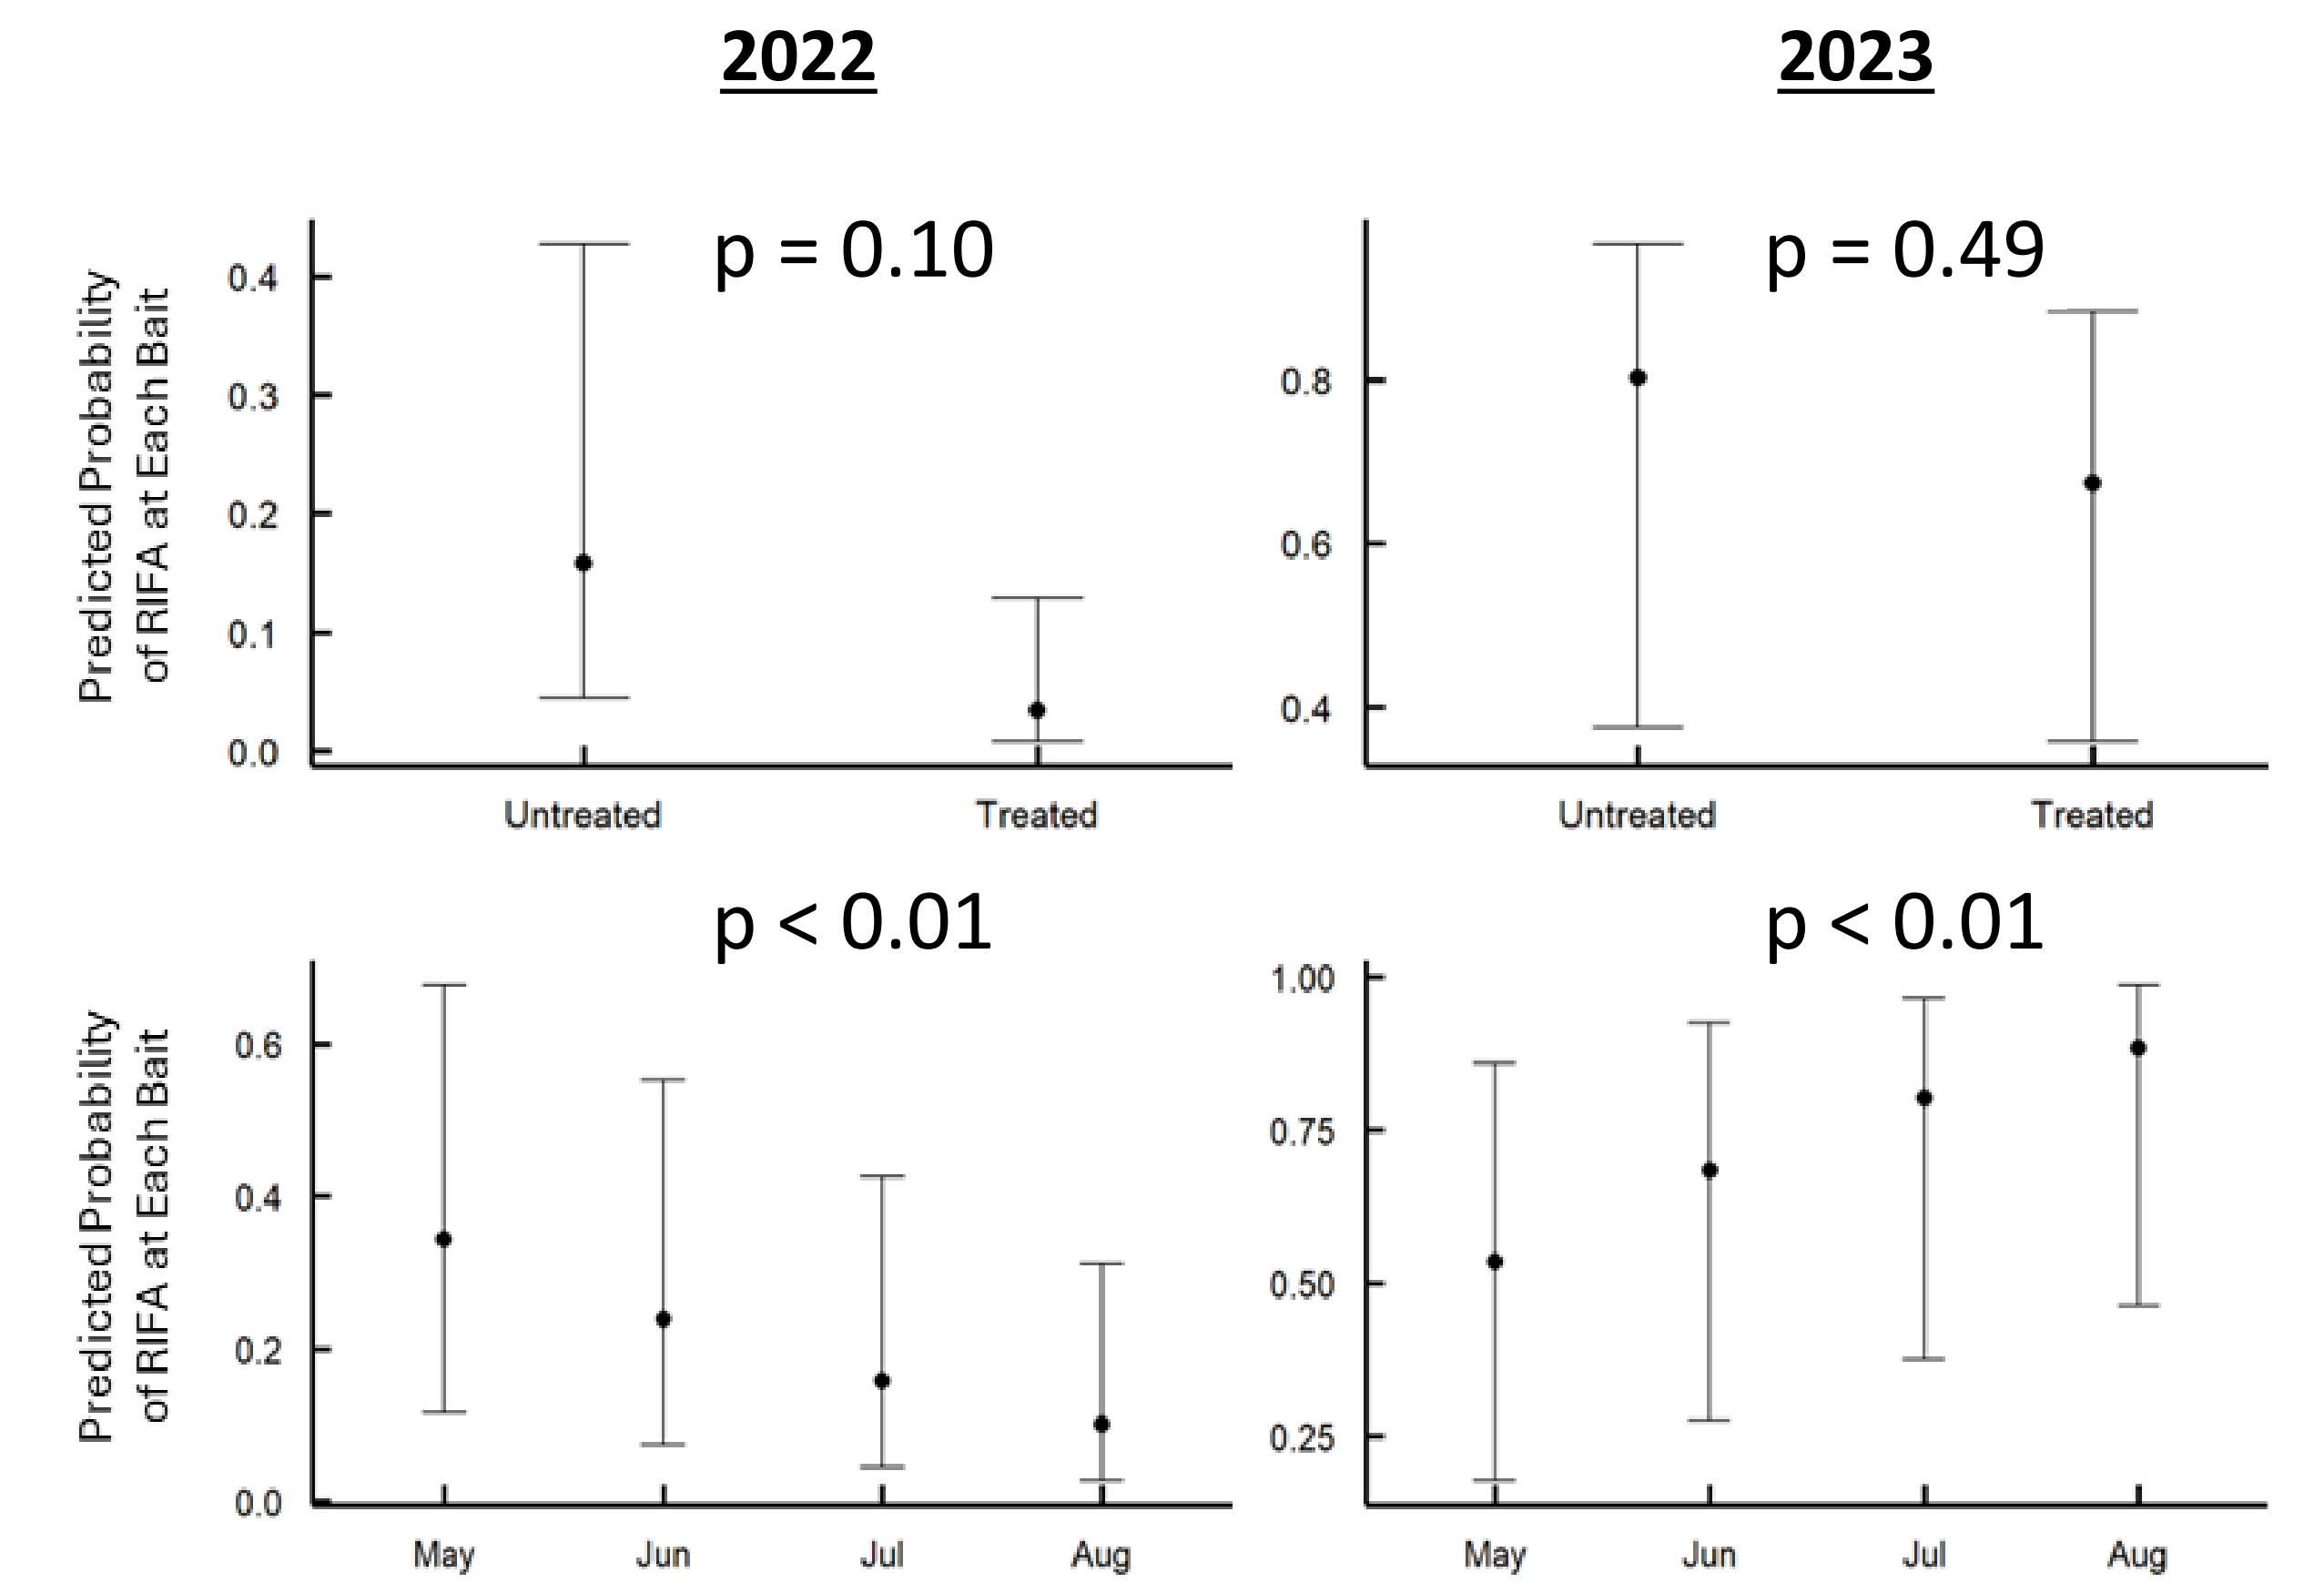 2022
2023
p = 0.10
p = 0.49
Predicted Probability
of RIFA at Each Bait
0.4
0.3
0.2
0.1
0.0
Untreated
Treated
0.8
0.6
0.4
Untreated
Treated
p < 0.01
p < 0.01
Predicted Probability
of RIFA at Each Bait
0.6
0.4
0.2
0.0
May
Jun
Jul
Aug
1.00
0.75
0.50
0.25
May
Jun
Jul
Aug